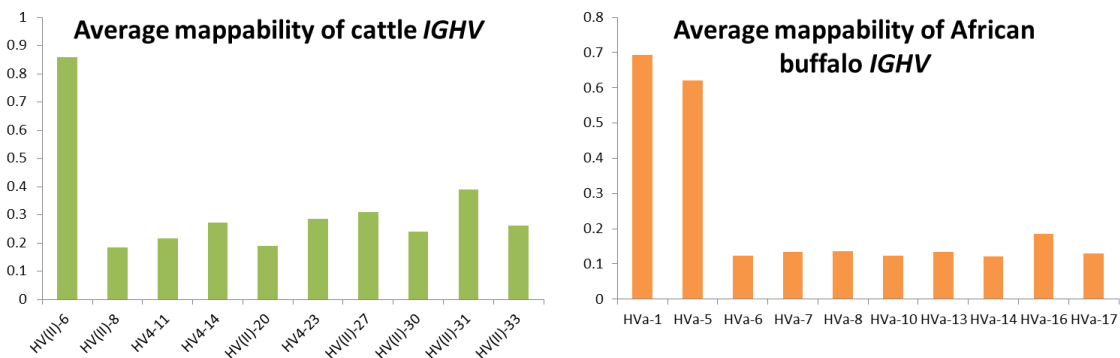 Average mappability of cattle IGHV
1
0.9
0.8
0.7
0.6
0.5
0.4
0.3
0.2
0.1
0
HV(III)-6
HV(II)-8
HV4-11
HV4-14
HV(II)-20
HV4-23
HV(II)-27
HV(II)-30
HV(II)-31
HV(II)-33
Average mappability of African
buffalo IGHV
0.8
0.7
0.6
0.5
0.4
0.3
0.2
0.1
0
HVa-1 HVa-5 HVa-6 HVa-7 HVa-8 HVa-10 HVa-13 HVa-14 HVa-16 HVa-17